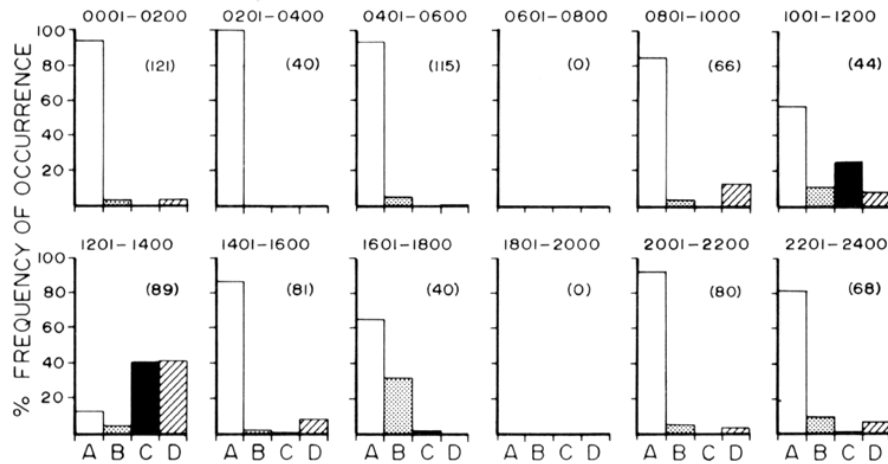 % FREQUENCY OF OCCURRENCE
0001–0200 0201–0400 0401–0600 0601–0800 0801–1000 1001–1200
100
80
60
40
20
(121) (40) (115) (0) (66) (44)
1201–1400 1401–1600 1601–1800 1801–2000 2001–2200 2201–2400
100
80
60
40
20
(89) (81) (40) (0) (80) (68)
A B C D A B C D A B C D A B C D A B C D A B C D